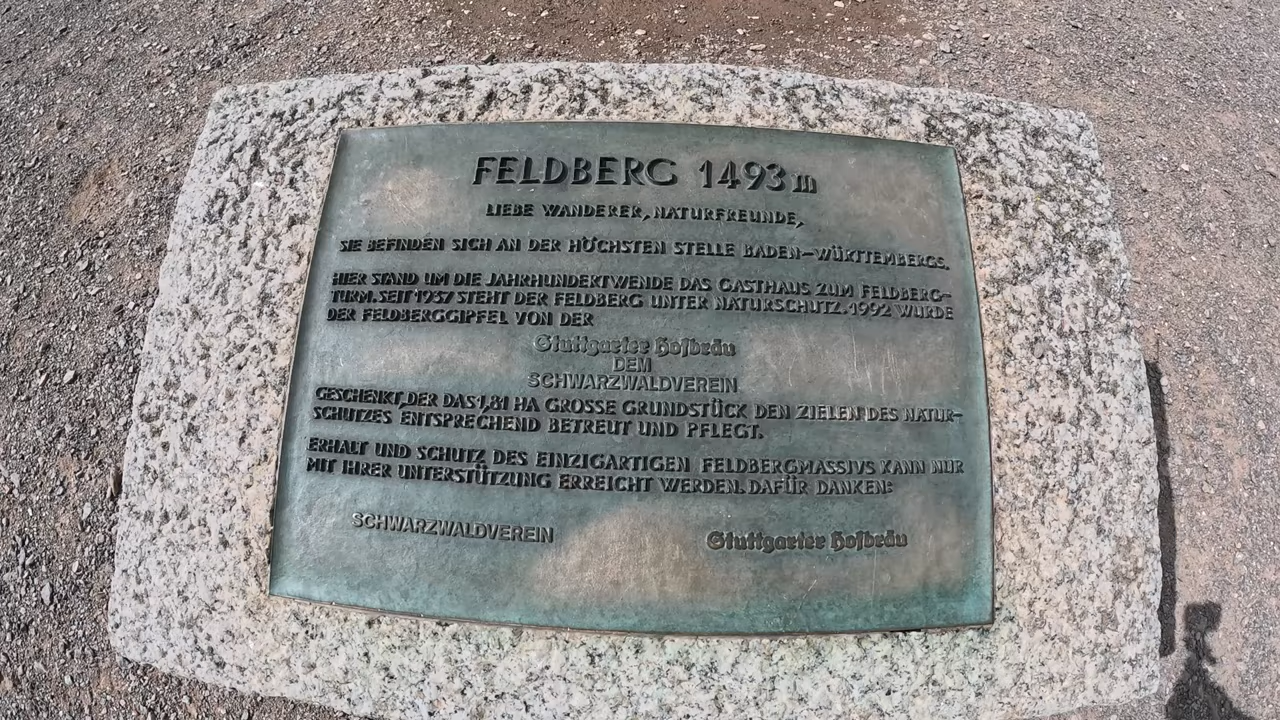 FELDBERG 1493 m
LIEBE WANDERER, NATURFREUNDE,
SIE BEFINDEN SICH AN DER HÖCHSTEN STELLE BADEN-WÜRTTEMBERGS.
HIER STAND UM DIE JAHRHUNDERTWENDE DAS GASTHAUS ZUM FELDBERG-
TURM. SEIT 1937 STEHT DER FELDBERG UNTER NATURSCHUTZ. 1992 WURDE
DER FELDBERGGIPFEL VON DER
Stuttgarter Hofbräu
DEM
SCHWARZWALDVEREIN
GESCHENKT, DER DAS 1,81 HA GROSSE GRUNDSTÜCK DEN ZIELEN DES NATUR-
SCHUTZES ENTSPRECHEND BETREUT UND PFLEGT.
ERHALT UND SCHUTZ DES EINZIGARTIGEN FELDBERGMASSIVS KANN NUR
MIT IHRER UNTERSTÜTZUNG ERREICHT WERDEN. DAFÜR DANKEN:
SCHWARZWALDVEREIN Stuttgarter Hofbräu